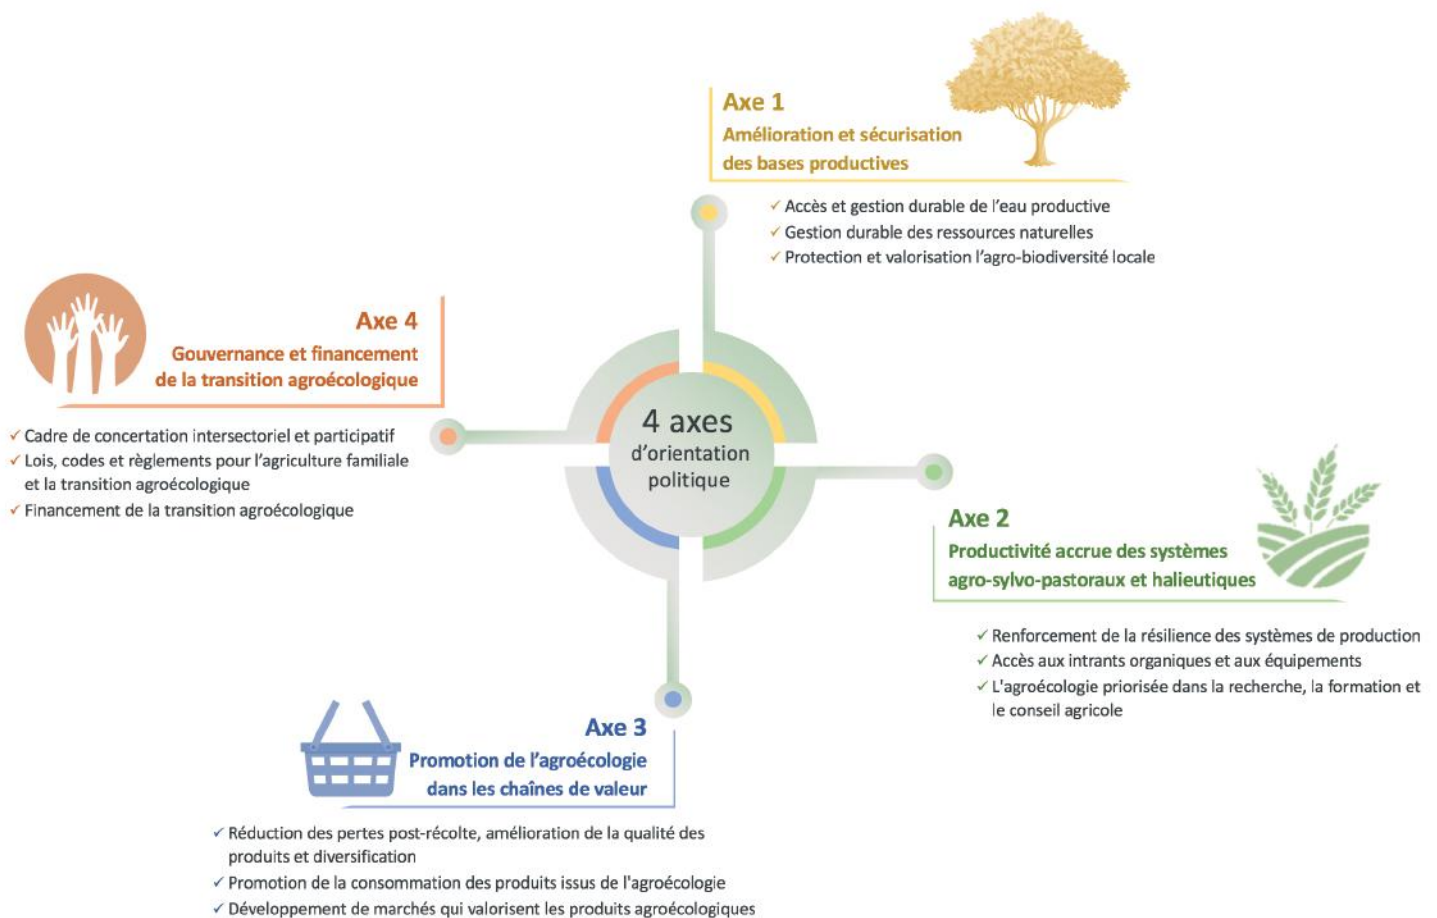 4 axes
d'orientation
politique
Axe 1
Amélioration et sécurisation
des bases productives
✓ Accès et gestion durable de l'eau productive
✓ Gestion durable des ressources naturelles
✓ Protection et valorisation l'agro-biodiversité locale
Axe 2
Productivité accrue des systèmes
agro-sylvo-pastoraux et halieutiques
✓ Renforcement de la résilience des systèmes de production
✓ Accès aux intrants organiques et aux équipements
✓ L'agroécologie priorisée dans la recherche, la formation et
le conseil agricole
Axe 3
Promotion de l'agroécologie
dans les chaînes de valeur
✓ Réduction des pertes post-récolte, amélioration de la qualité des
produits et diversification
✓ Promotion de la consommation des produits issus de l'agroécologie
✓ Développement de marchés qui valorisent les produits agroécologiques
Axe 4
Gouvernance et financement
de la transition agroécologique
✓ Cadre de concertation intersectoriel et participatif
✓ Lois, codes et règlements pour l'agriculture familiale
et la transition agroécologique
✓ Financement de la transition agroécologique